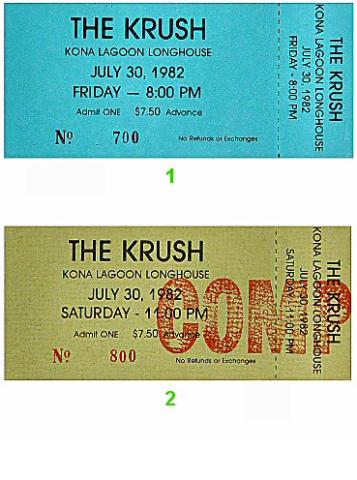 THE KRUSH
KONA LAGOON LONGHOUSE
JULY 30, 1982
FRIDAY — 8:00 PM
Admit ONE $7.50 Advance
No 700
No Refunds or Exchanges
THE KRUSH
KONA LAGOON LONGHOUSE
JULY 30, 1982
FRIDAY - 8:00 PM
1
THE KRUSH
KONA LAGOON LONGHOUSE
JULY 30, 1982
SATURDAY - 11:00 PM
Admit ONE $7.50 Advance
No 800
No Refunds or Exchanges
COMP
THE KRUSH
KONA LAGOON LONGHOUSE
JULY 30, 1982
SATURDAY - 11:00 PM
2